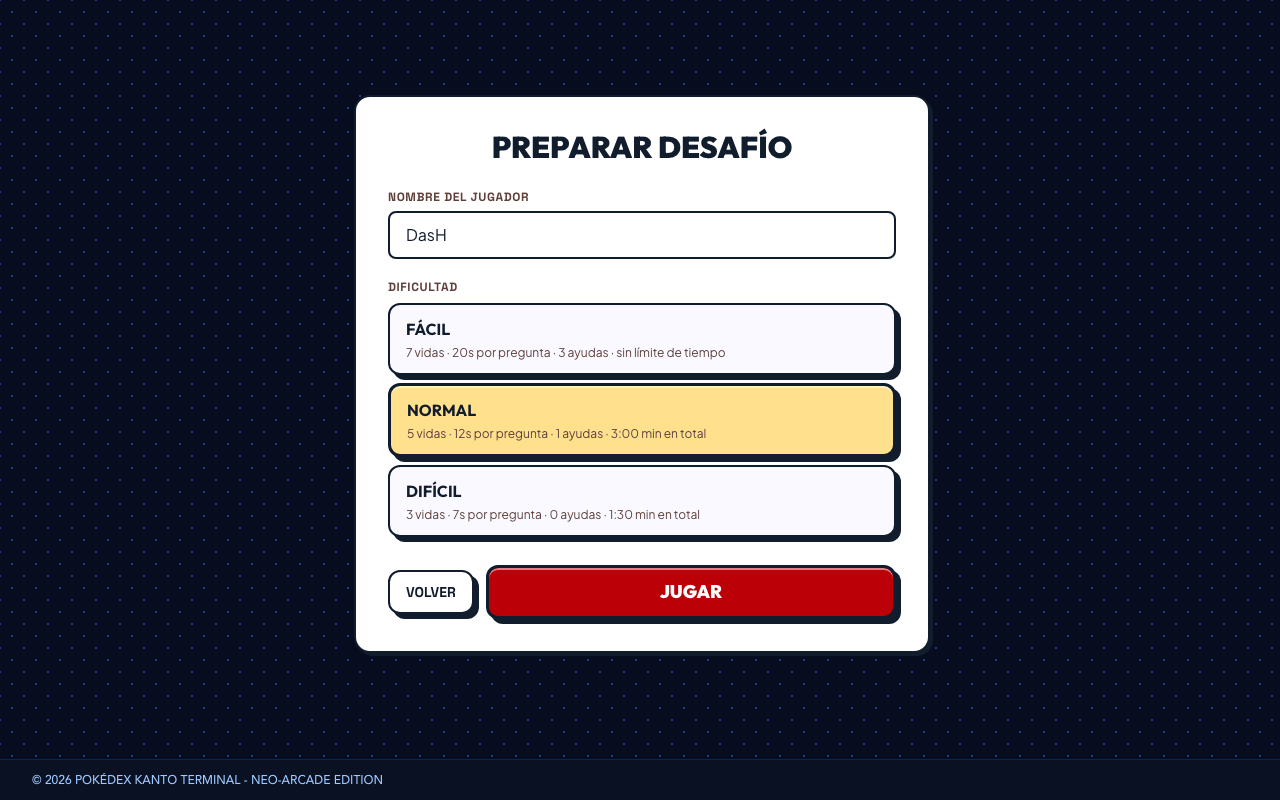 PREPARAR DESAFÍO
NOMBRE DEL JUGADOR
DasH
DIFICULTAD
FÁCIL
7 vidas · 20s por pregunta · 3 ayudas · sin límite de tiempo
NORMAL
5 vidas · 12s por pregunta · 1 ayudas · 3:00 min en total
DIFÍCIL
3 vidas · 7s por pregunta · 0 ayudas · 1:30 min en total
VOLVER
JUGAR
© 2026 POKÉDEX KANTO TERMINAL - NEO-ARCADE EDITION